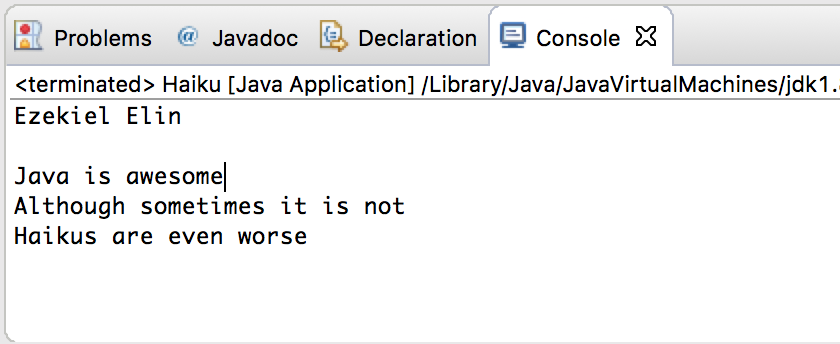 Problems @ Javadoc Declaration Console
<terminated> Haiku [Java Application] /Library/Java/JavaVirtualMachines/jdk1.
Ezekiel Elin
Java is awesome
Although sometimes it is not
Haikus are even worse